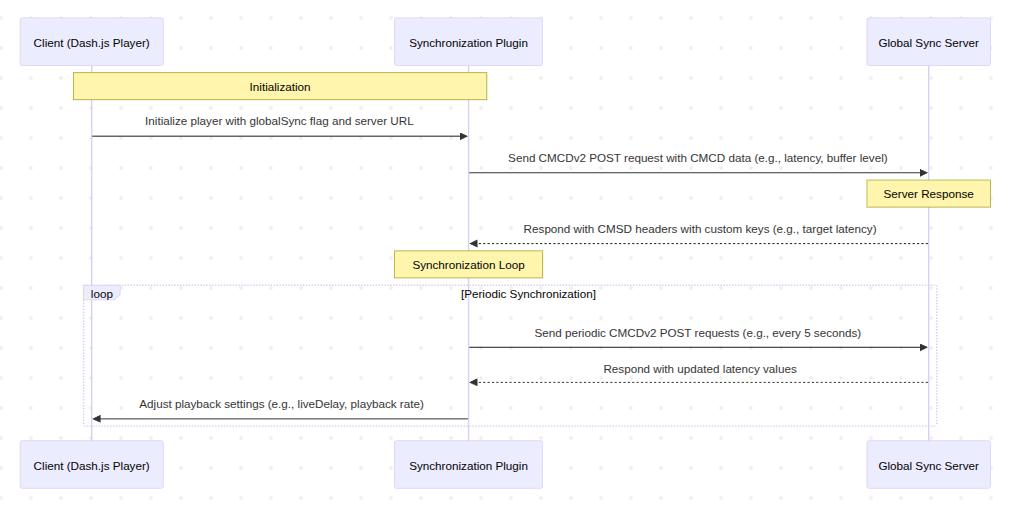 Client (Dash.js Player)
Synchronization Plugin
Global Sync Server
Initialization
Initialize player with globalSync flag and server URL
Send CMCDv2 POST request with CMCD data (e.g., latency, buffer level)
Server Response
Respond with CMSD headers with custom keys (e.g., target latency)
Synchronization Loop
loop
[Periodic Synchronization]
Send periodic CMCDv2 POST requests (e.g., every 5 seconds)
Respond with updated latency values
Adjust playback settings (e.g., liveDelay, playback rate)
Client (Dash.js Player)
Synchronization Plugin
Global Sync Server